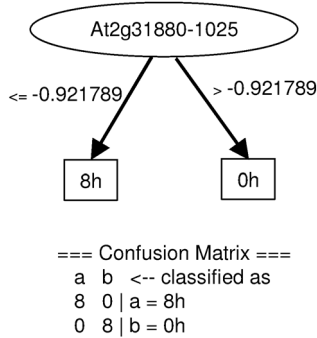 At2g31880-1025
<= -0.921789
> -0.921789
8h
0h
=== Confusion Matrix ===
a b <-- classified as
8 0 | a = 8h
0 8 | b = 0h